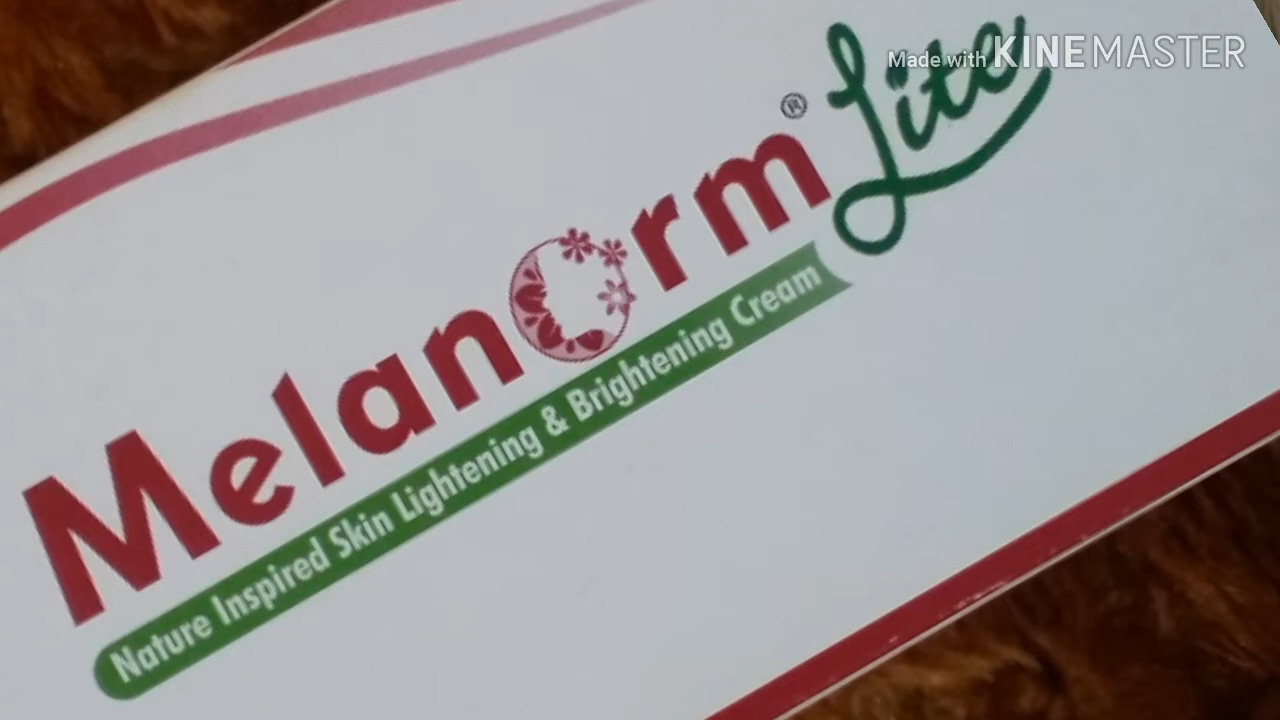 Made with KINEMASTER
Melanorm® Lite
Nature Inspired Skin Lightening & Brightening Cream